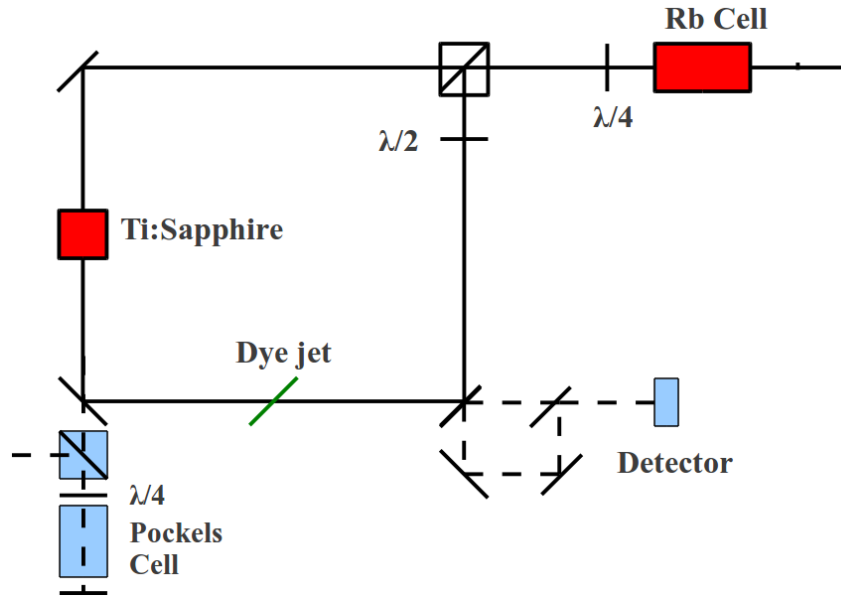 Rb Cell
λ/4
λ/2
Ti:Sapphire
Dye jet
Detector
λ/4
Pockels
Cell